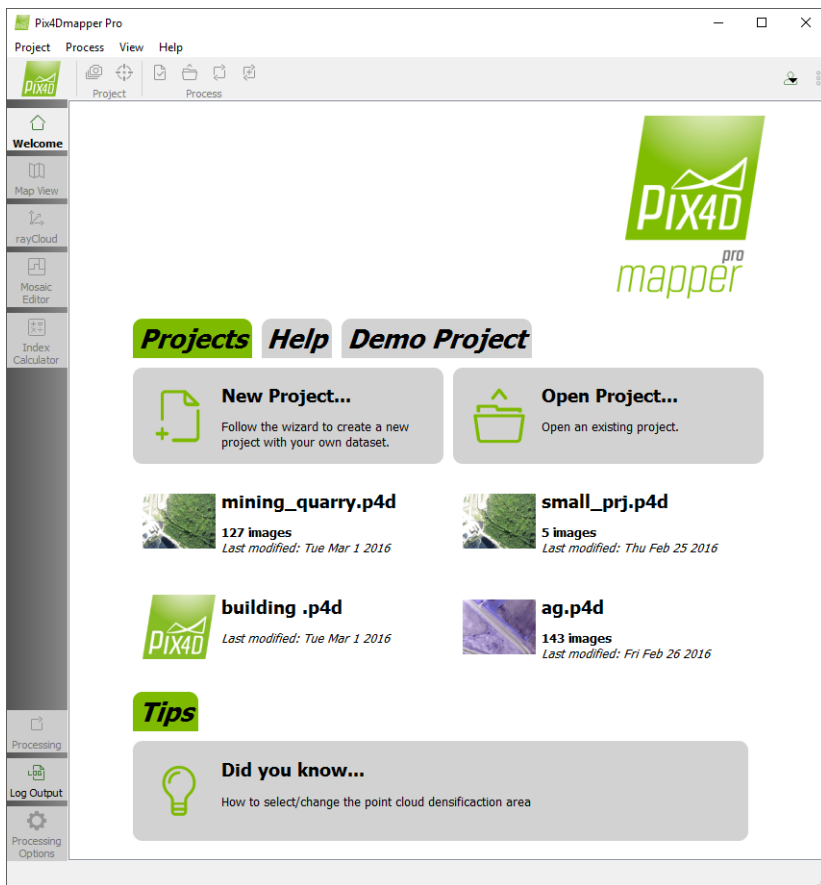 Pix4Dmapper Pro
Project Process View Help
PIX4D
Project
Process
Welcome
Map View
rayCloud
Mosaic
Editor
Index
Calculator
PIX4D
pro
mapper
Projects Help Demo Project
New Project...
Follow the wizard to create a new
project with your own dataset.
Open Project...
Open an existing project.
mining_quarry.p4d
127 images
Last modified: Tue Mar 1 2016
small_prj.p4d
5 images
Last modified: Thu Feb 25 2016
PIX4D
building .p4d
Last modified: Tue Mar 1 2016
ag.p4d
143 images
Last modified: Fri Feb 26 2016
Tips
Did you know...
How to select/change the point cloud densificaction area
Processing
LOG
Log Output
Processing
Options